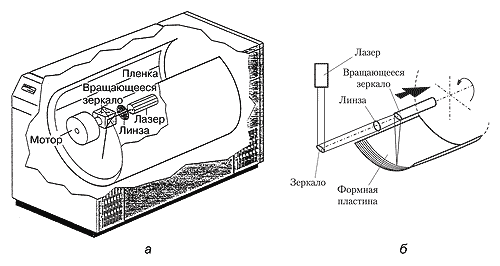 Пленка
Вращающееся
зеркало
Лазер
Линза
Мотор
а
Лазер
Вращающееся
зеркало
Линза
Зеркало
Формная
пластина
б